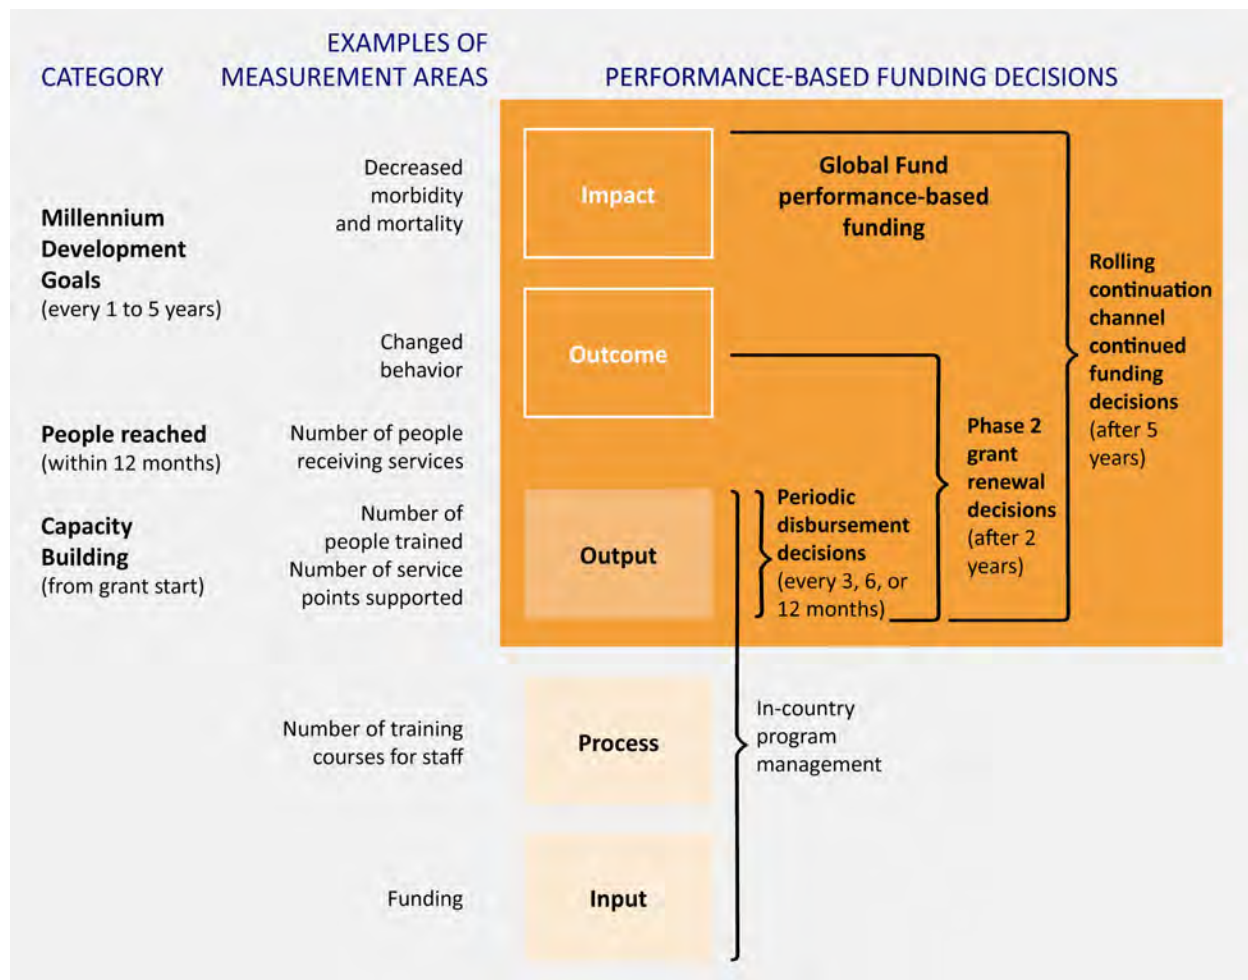 CATEGORY
EXAMPLES OF
MEASUREMENT AREAS
PERFORMANCE-BASED FUNDING DECISIONS
Millennium
Development
Goals
(every 1 to 5 years)
People reached
(within 12 months)
Capacity
Building
(from grant start)
Decreased
morbidity
and mortality
Changed
behavior
Number of people
receiving services
Number of
people trained
Number of service
points supported
Number of training
courses for staff
Funding
Impact
Outcome
Output
Process
Input
Global Fund
performance-based
funding
Periodic
disbursement
decisions
(every 3, 6, or
12 months)
Phase 2
grant
renewal
decisions
(after 2
years)
Rolling
continuation
channel
continued
funding
decisions
(after 5
years)
In-country
program
management